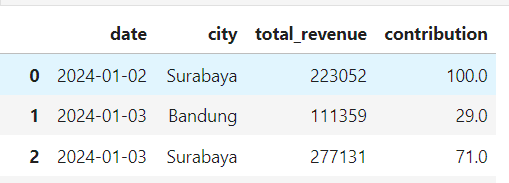 date city total_revenue contribution
0 2024-01-02 Surabaya 223052 100.0
1 2024-01-03 Bandung 111359 29.0
2 2024-01-03 Surabaya 277131 71.0